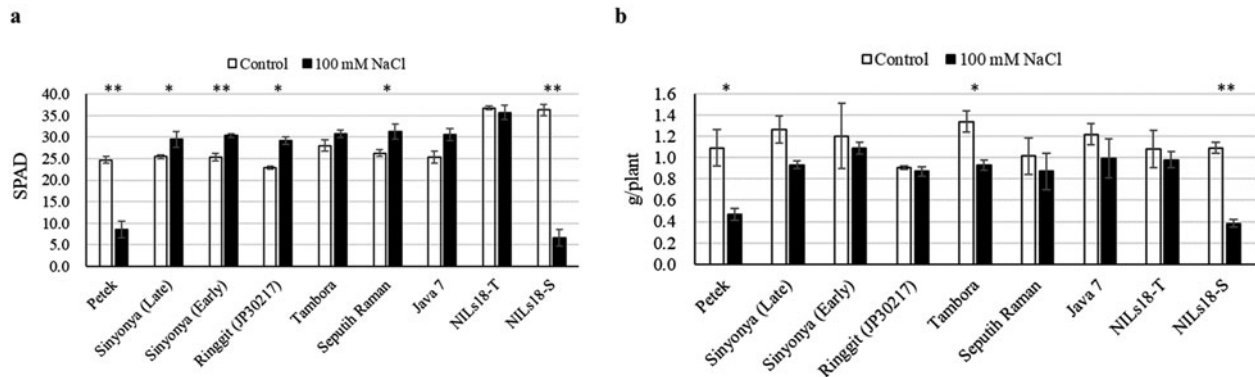 a
□ Control ■ 100 mM NaCl
** * ** * * **
SPAD
40.0
35.0
30.0
25.0
20.0
15.0
10.0
5.0
0.0
Petek
Sinyonya (Late)
Sinyonya (Early)
Ringgit (JP30217)
Tambora
Seputih Raman
Java 7
NILs18-T
NILs18-S
b
□ Control ■ 100 mM NaCl
* * **
g/plant
1.6
1.4
1.2
1.0
0.8
0.6
0.4
0.2
0.0
Petek
Sinyonya (Late)
Sinyonya (Early)
Ringgit (JP30217)
Tambora
Seputih Raman
Java 7
NILs18-T
NILs18-S